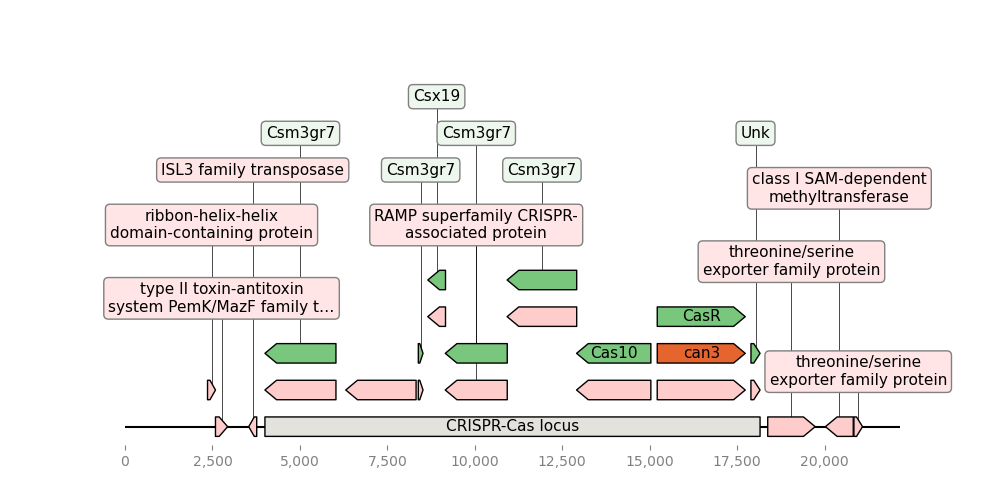 Csx19
Csm3gr7
Csm3gr7
Unk
ISL3 family transposase
Csm3gr7
Csm3gr7
class I SAM-dependent
methyltransferase
ribbon-helix-helix
domain-containing protein
RAMP superfamily CRISPR-
associated protein
threonine/serine
exporter family protein
type II toxin-antitoxin
system PemK/MazF family t...
CasR
Cas10
can3
threonine/serine
exporter family protein
CRISPR-Cas locus
0
2,500
5,000
7,500
10,000
12,500
15,000
17,500
20,000